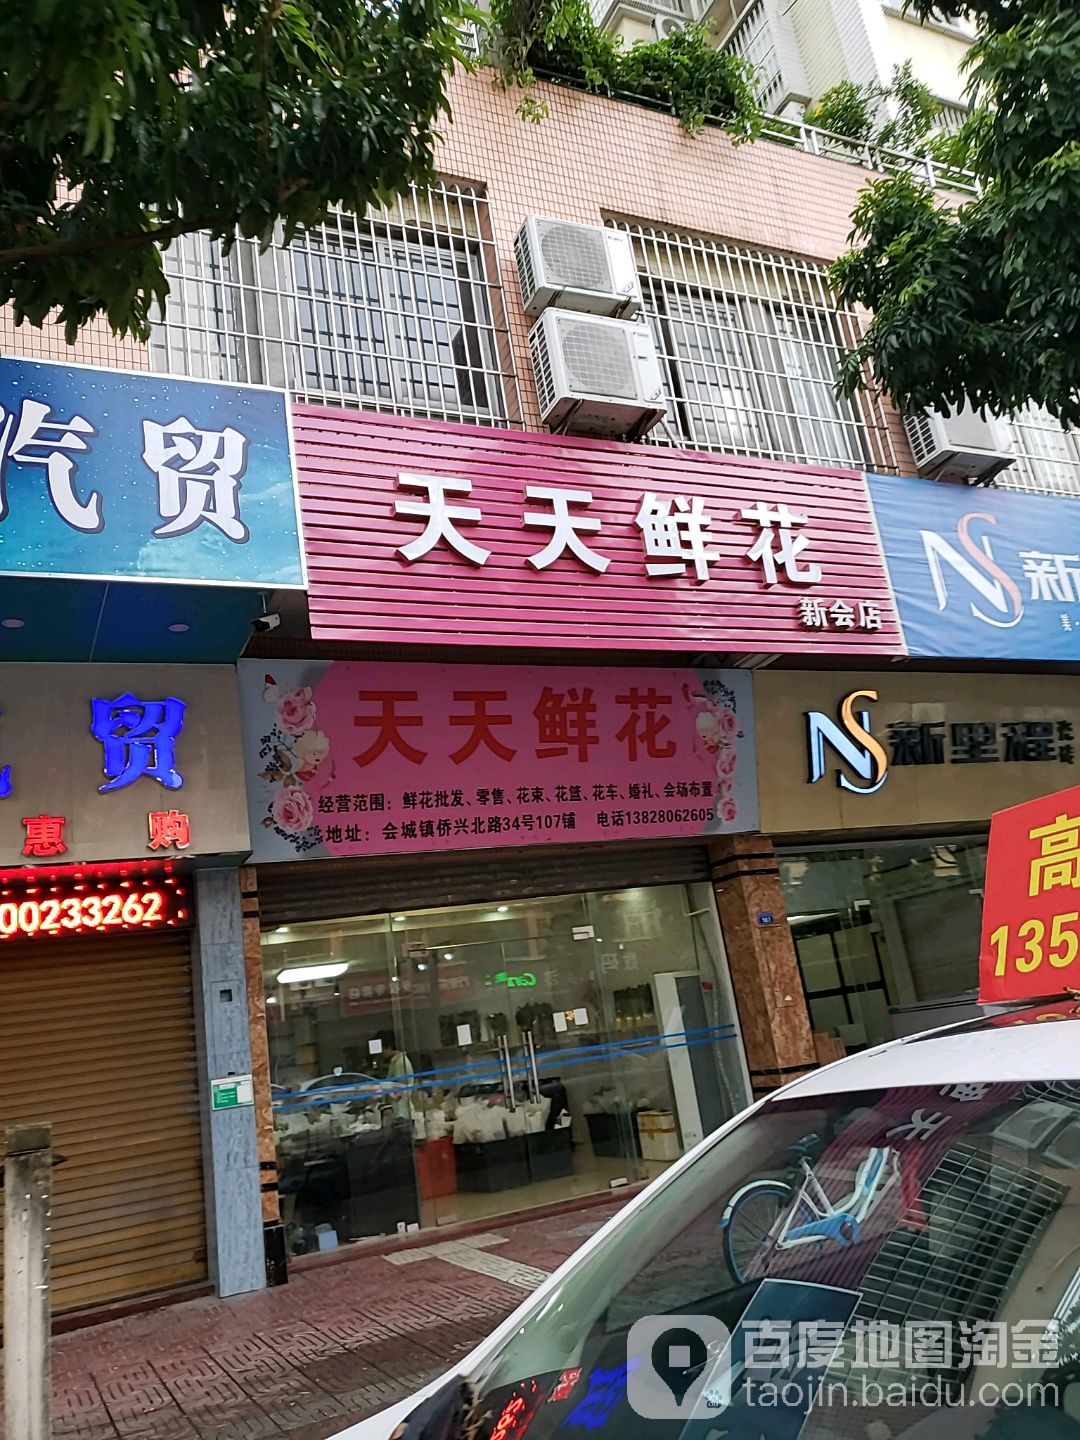 汽贸
天天鲜花
新会店
NS 新
美·
贸
惠 购
00233262
天天鲜花
经营范围：鲜花批发、零售、花束、花篮、花车、婚礼、会场布置
地址：会城镇侨兴北路34号107铺 电话13828062605
NS 新里程
高
135
百度地图淘金
taojin.baidu.com